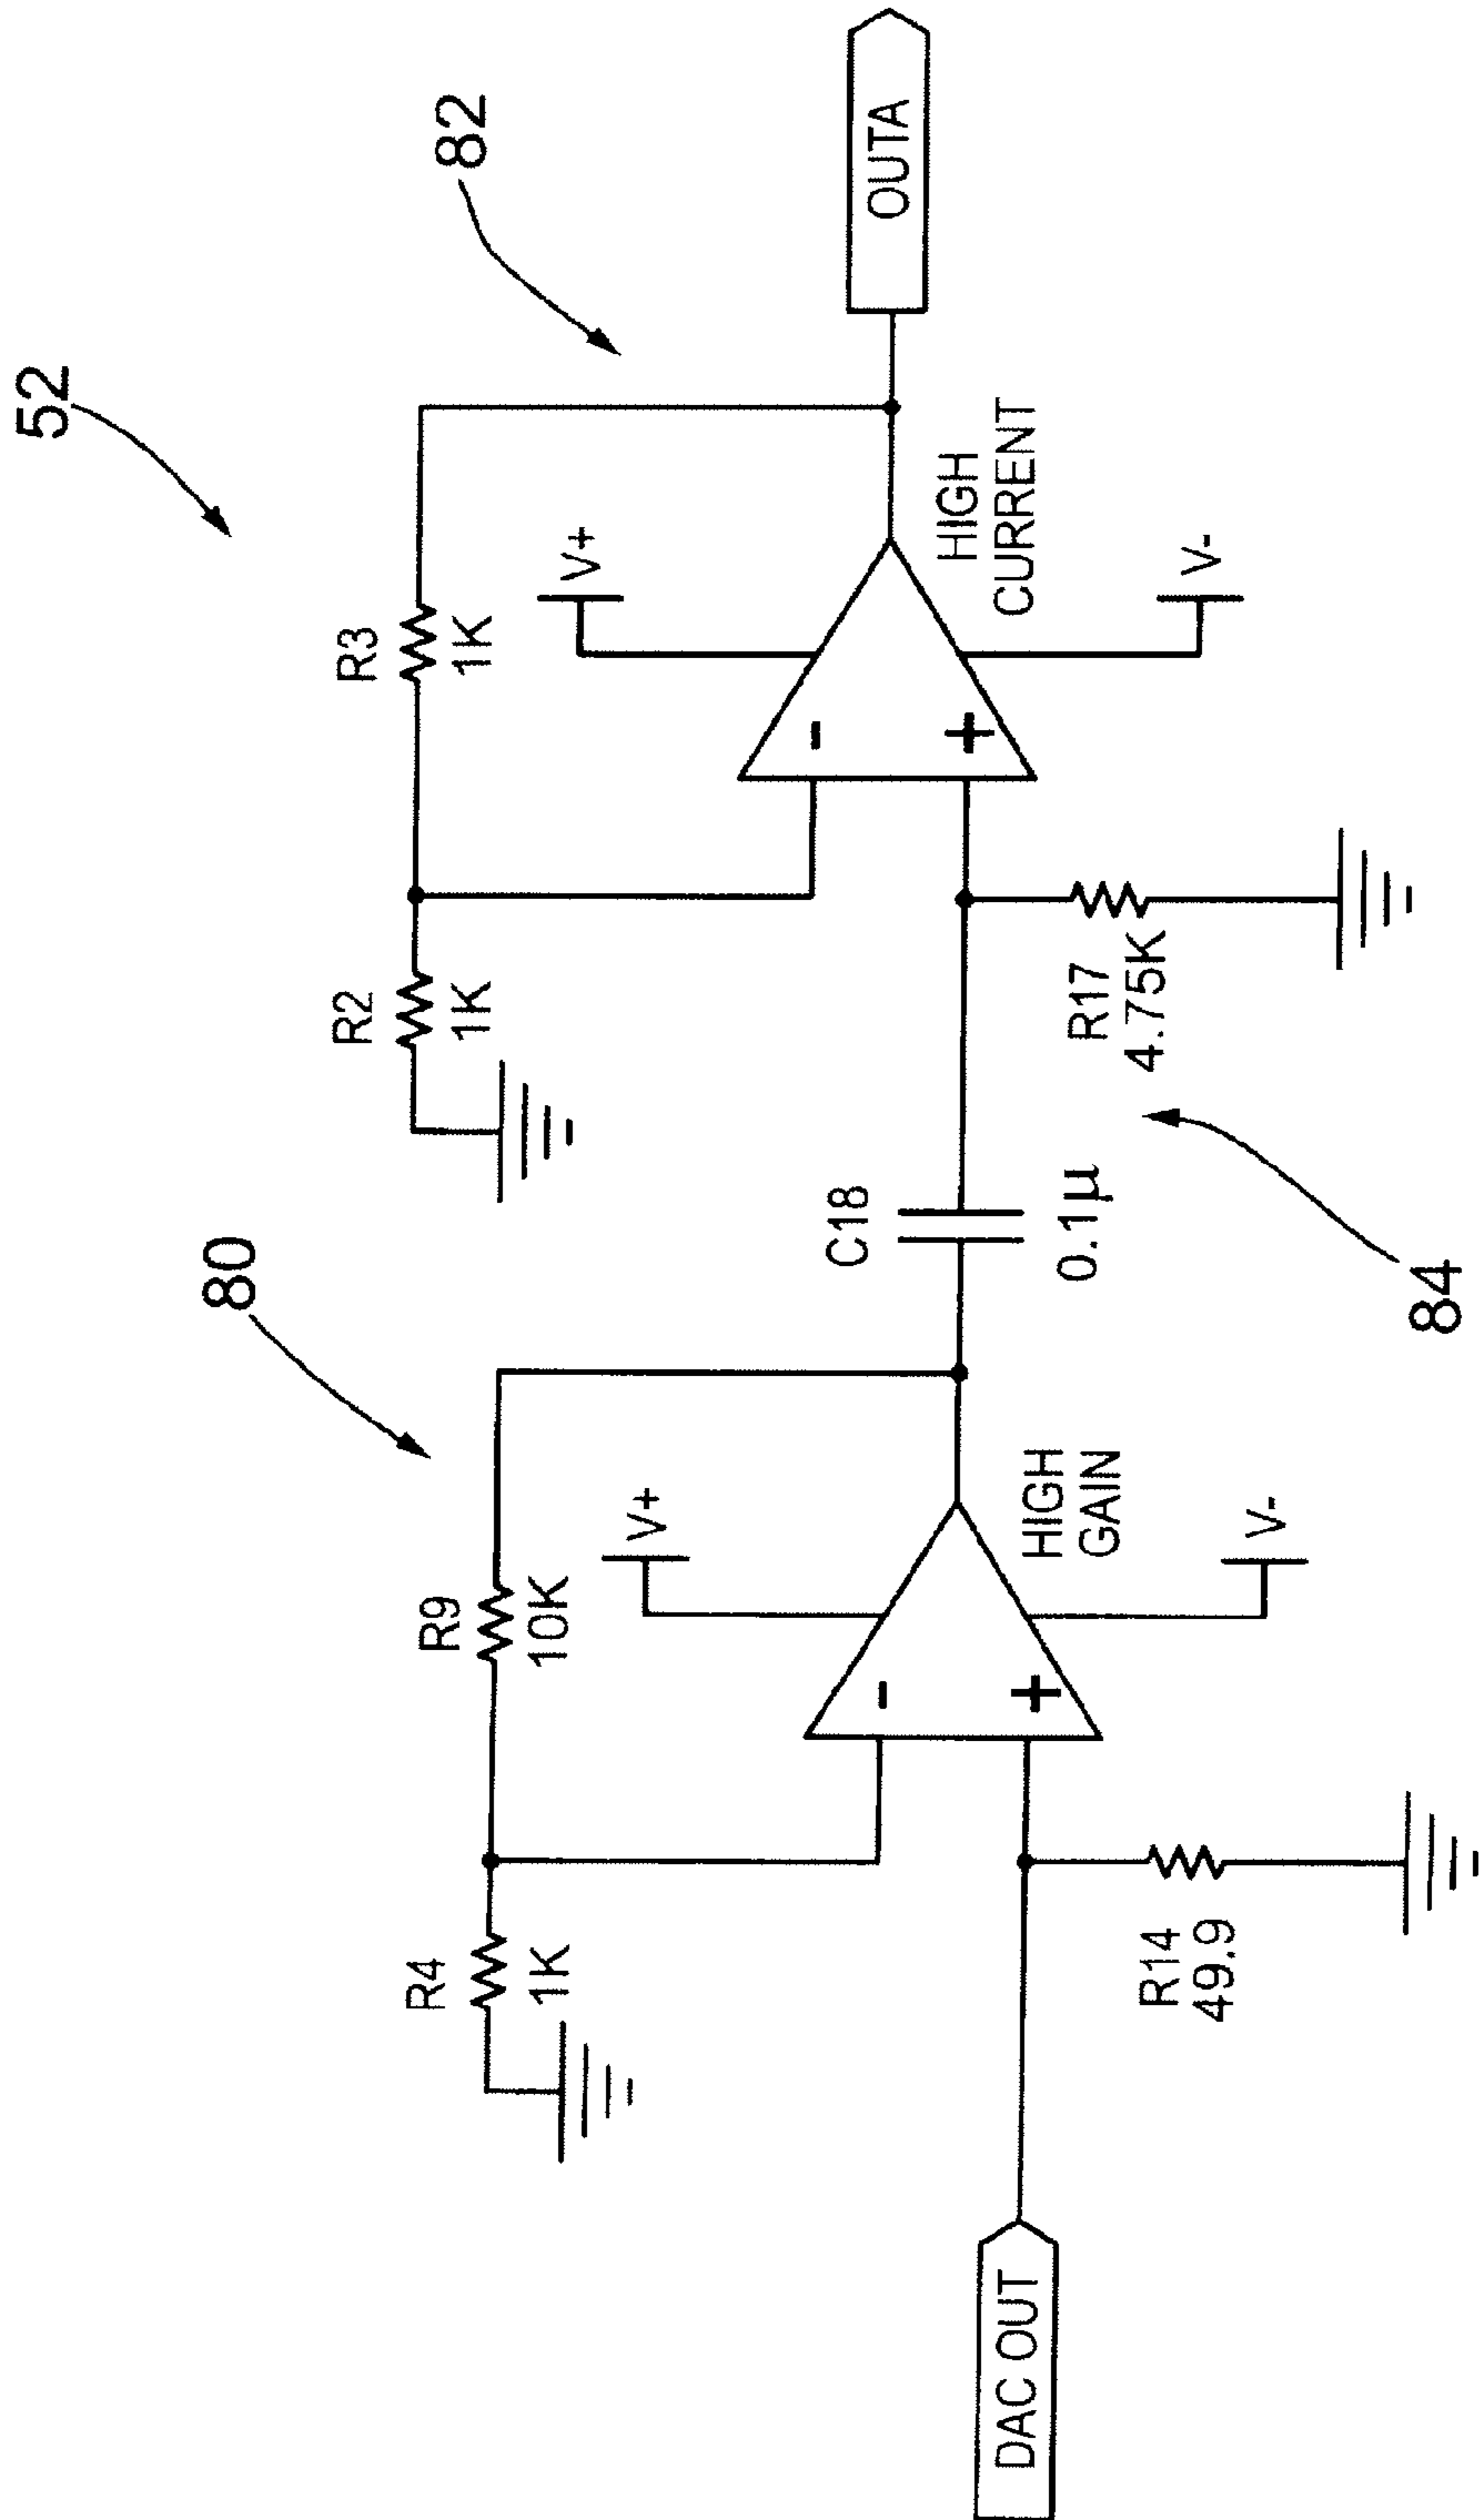 52
82
80
84
R3
1K
R2
1K
V+
OUTA
HIGH
CURRENT
V-
R17
4.75K
C18
0.1µ
R9
10K
R4
1K
V+
HIGH
GAIN
V-
R14
49.9
DAC OUT
-
+
-
+